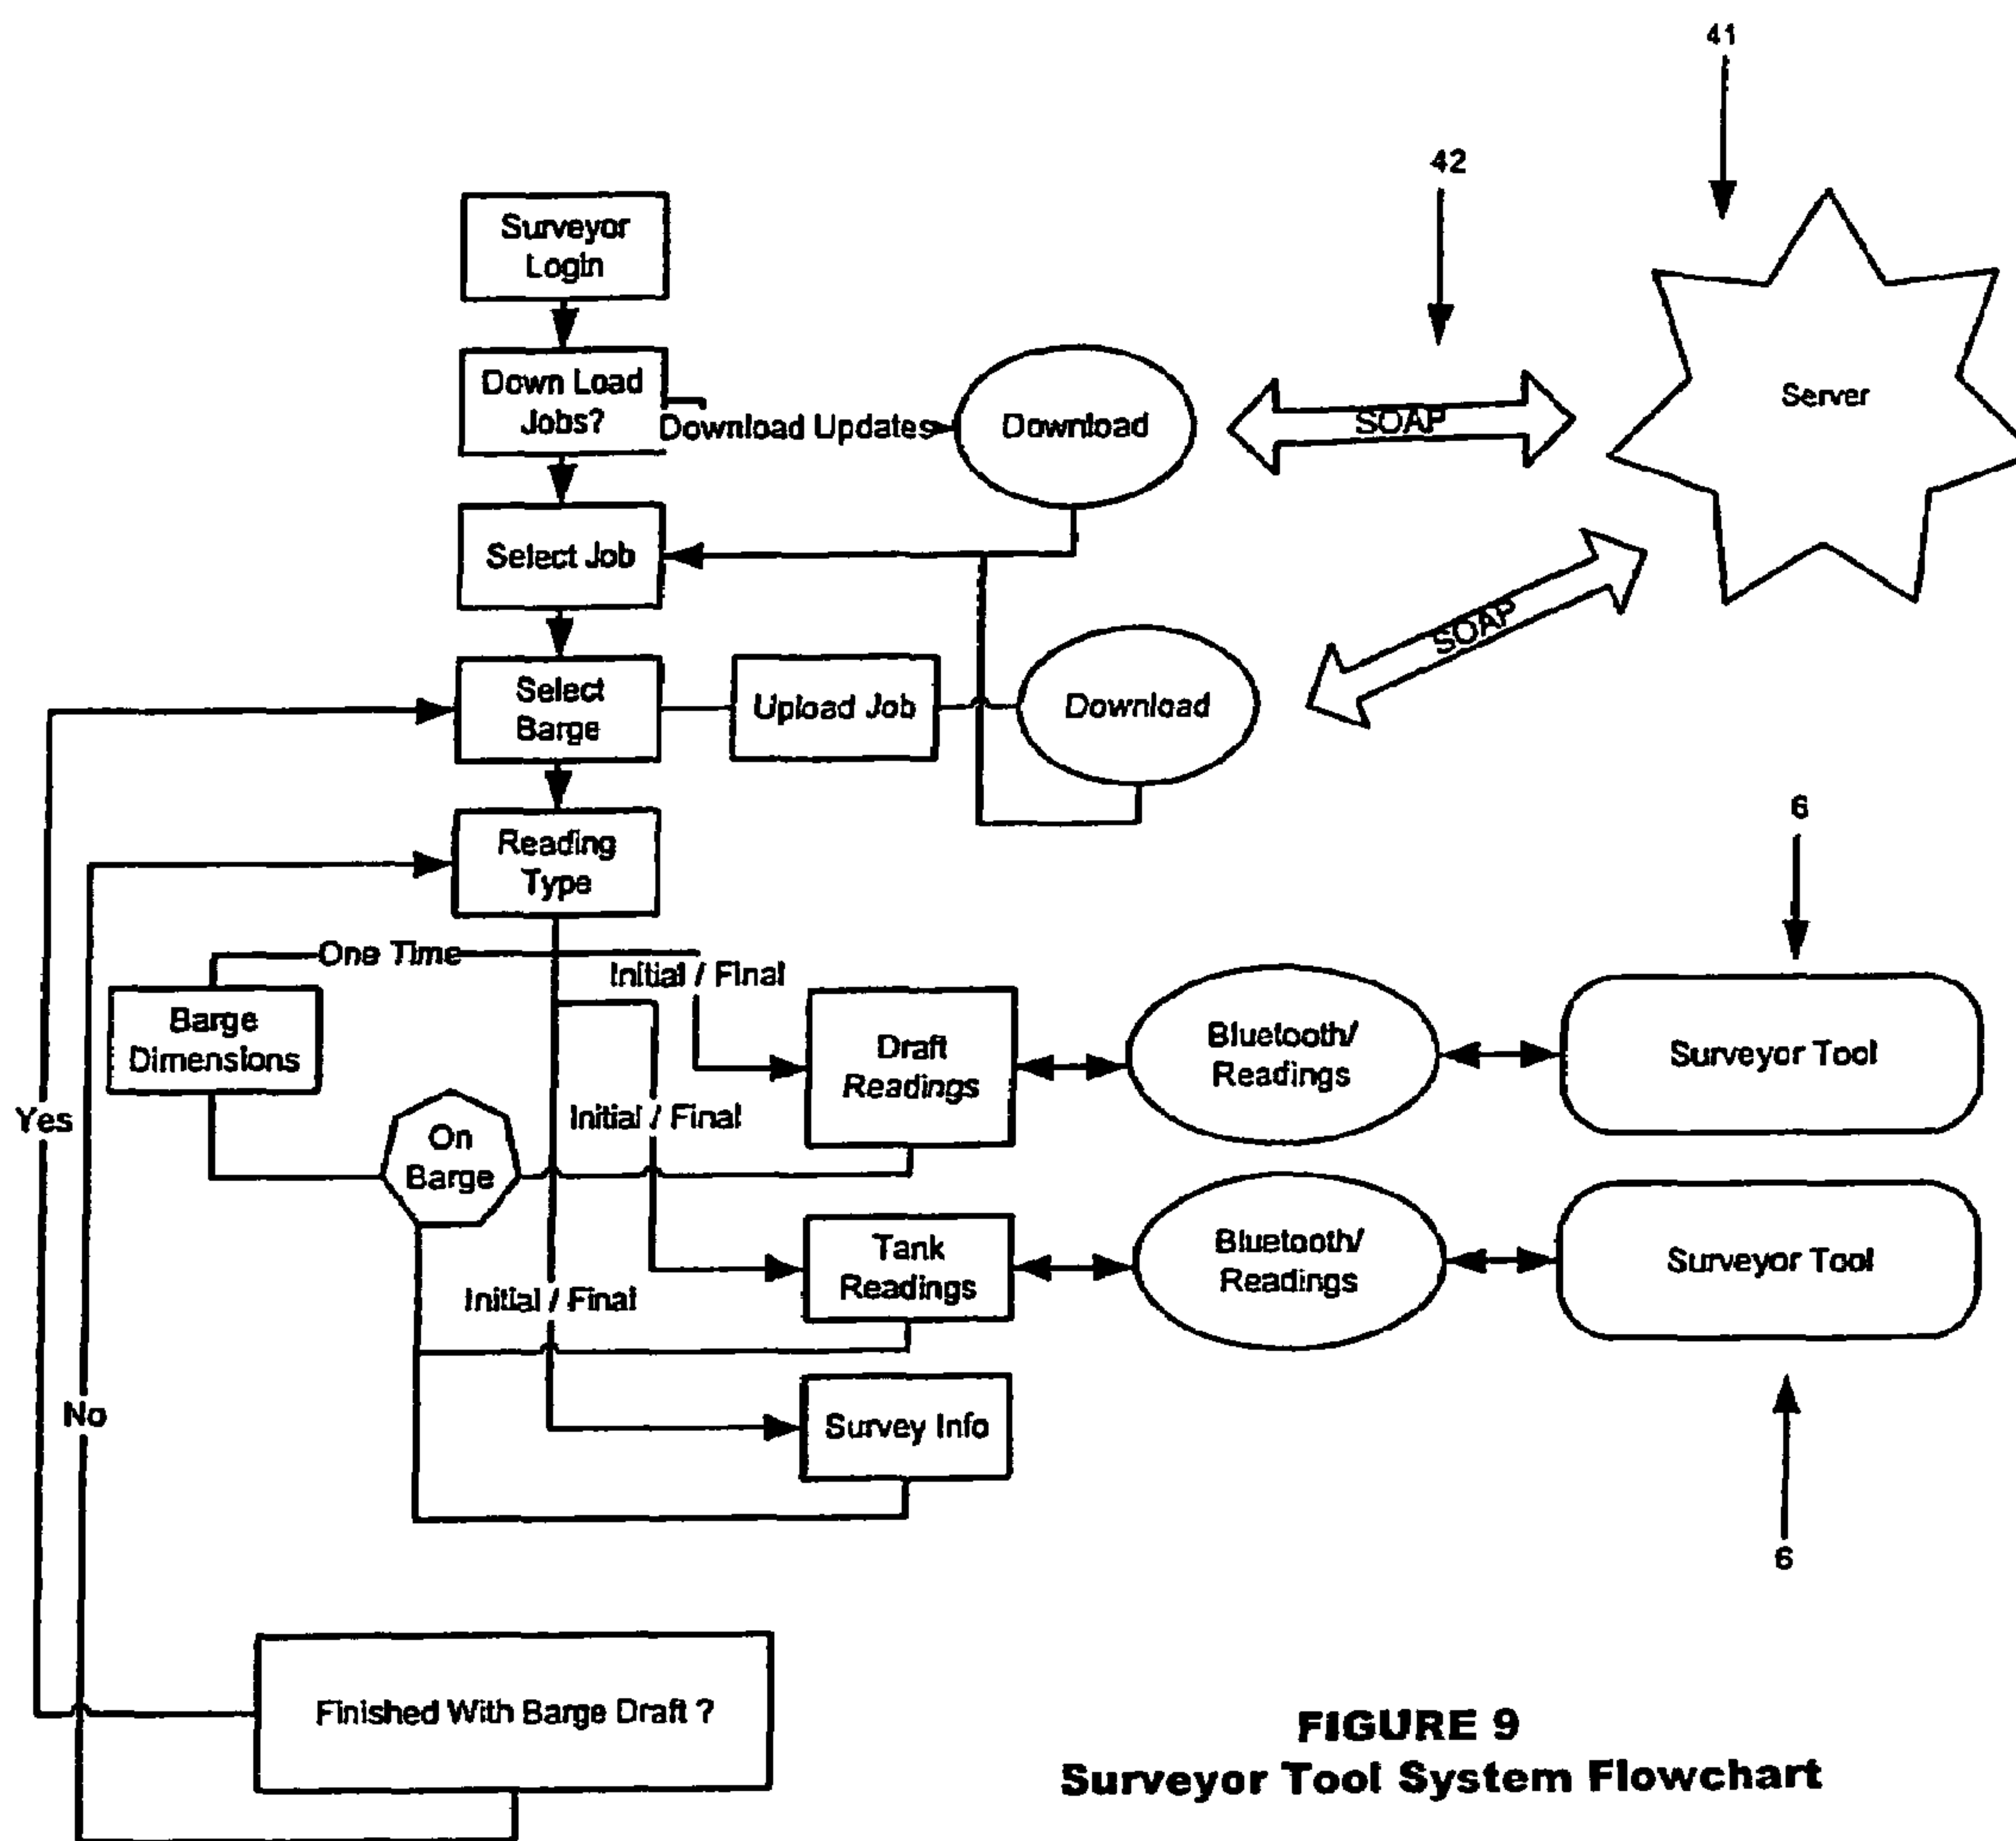 41
42
Surveyor
Login
Down Load
Jobs?
Download Updates
Download
SOAP
Server
Select Job
SOAP
Select
Barge
Upload Job
Download
Reading
Type
6
One Time
Initial / Final
Barge
Dimensions
Draft
Readings
Bluetooth/
Readings
Surveyor Tool
Yes
On
Barge
Initial / Final
Tank
Readings
Bluetooth/
Readings
Surveyor Tool
Initial / Final
No
Survey Info
6
Finished With Barge Draft ?
FIGURE 9
Surveyor Tool System Flowchart